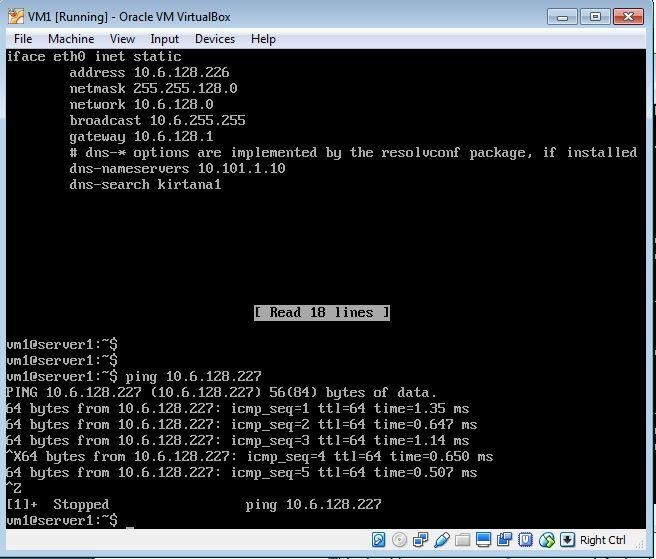 VM1 [Running] - Oracle VM VirtualBox
File Machine View Input Devices Help
iface eth0 inet static
address 10.6.128.226
netmask 255.255.128.0
network 10.6.128.0
broadcast 10.6.255.255
gateway 10.6.128.1
# dns-* options are implemented by the resolvconf package, if installed
dns-nameservers 10.101.1.10
dns-search kirtana1
[ Read 18 lines ]
vm1@server1:~$
vm1@server1:~$
vm1@server1:~$ ping 10.6.128.227
PING 10.6.128.227 (10.6.128.227) 56(84) bytes of data.
64 bytes from 10.6.128.227: icmp_seq=1 ttl=64 time=1.35 ms
64 bytes from 10.6.128.227: icmp_seq=2 ttl=64 time=0.647 ms
64 bytes from 10.6.128.227: icmp_seq=3 ttl=64 time=1.14 ms
^X64 bytes from 10.6.128.227: icmp_seq=4 ttl=64 time=0.650 ms
64 bytes from 10.6.128.227: icmp_seq=5 ttl=64 time=0.507 ms
^Z
[1]+  Stopped                 ping 10.6.128.227
vm1@server1:~$ _
Right Ctrl